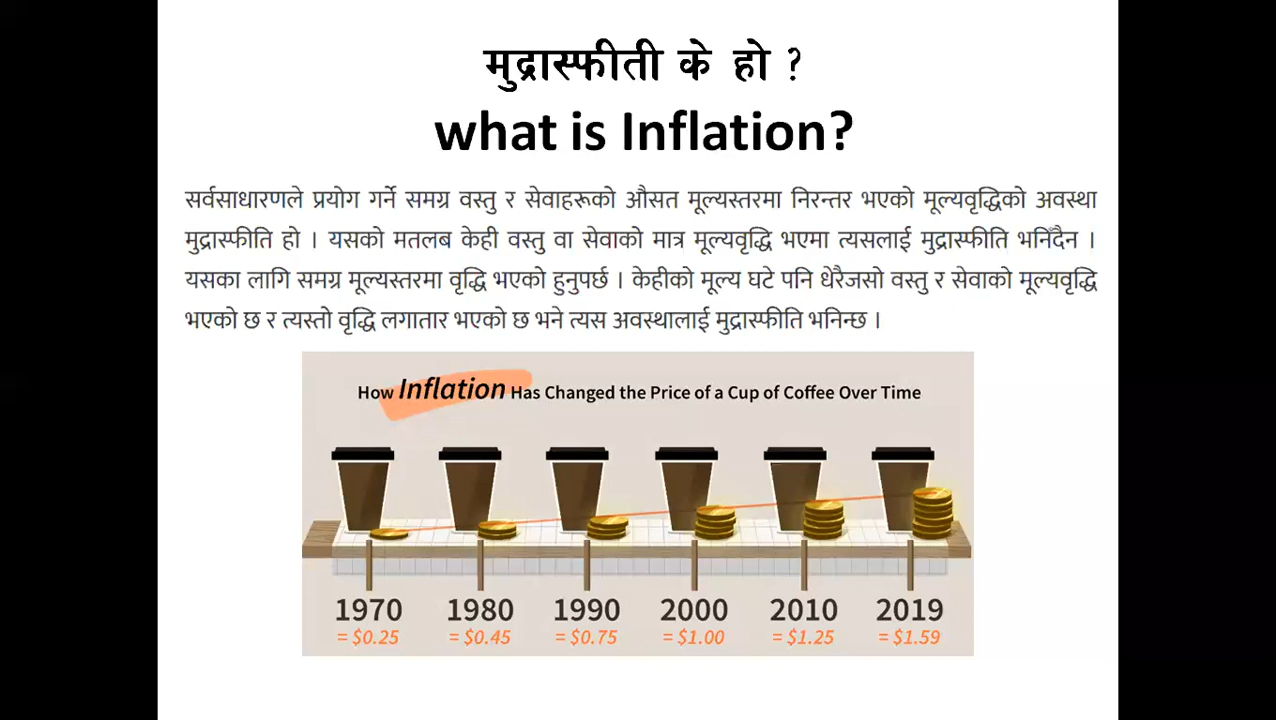 मुद्रास्फीती के हो ?
what is Inflation?
सर्वसाधारणले प्रयोग गर्ने समग्र वस्तु र सेवाहरूको औसत मूल्यस्तरमा निरन्तर भएको मूल्यवृद्धिको अवस्था
मुद्रास्फीति हो । यसको मतलब केही वस्तु वा सेवाको मात्र मूल्यवृद्धि भएमा त्यसलाई मुद्रास्फीति भनिँदैन ।
यसका लागि समग्र मूल्यस्तरमा वृद्धि भएको हुनुपर्छ । केहीको मूल्य घटे पनि धेरैजसो वस्तु र सेवाको मूल्यवृद्धि
भएको छ र त्यस्तो वृद्धि लगातार भएको छ भने त्यस अवस्थालाई मुद्रास्फीति भनिन्छ ।
How Inflation Has Changed the Price of a Cup of Coffee Over Time
1970 1980 1990 2000 2010 2019
= $0.25 = $0.45 = $0.75 = $1.00 = $1.25 = $1.59